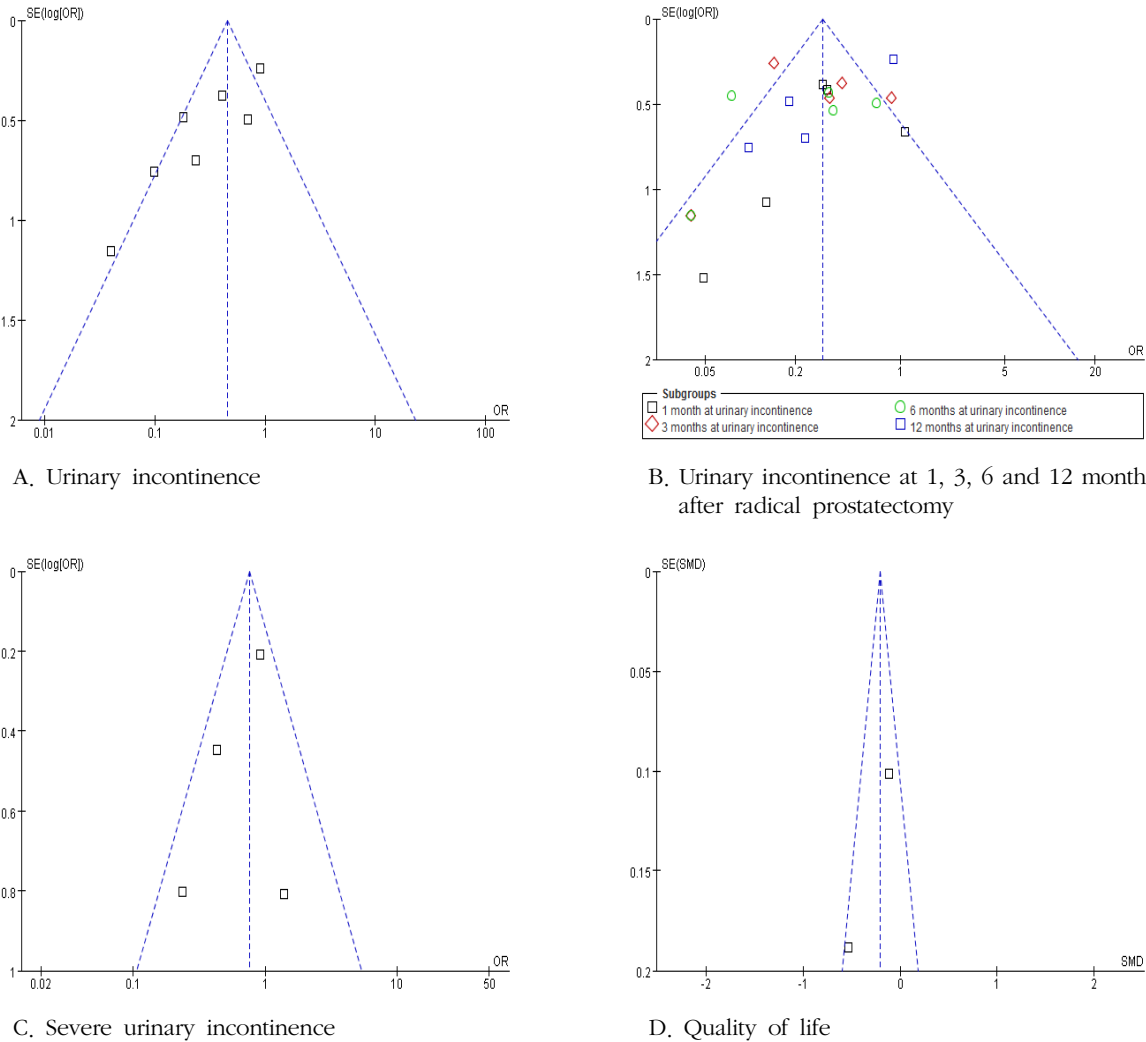 SE(log[OR])
0
0.5
1
1.5
2
OR
0.01 0.1 1 10 100
A. Urinary incontinence
SE(log[OR])
0
0.5
1
1.5
2
OR
0.05 0.2 1 5 20
Subgroups
1 month at urinary incontinence
3 months at urinary incontinence
6 months at urinary incontinence
12 months at urinary incontinence
B. Urinary incontinence at 1, 3, 6 and 12 month
after radical prostatectomy
SE(log[OR])
0
0.2
0.4
0.6
0.8
1
OR
0.02 0.1 1 10 50
C. Severe urinary incontinence
SE(SMD)
0
0.05
0.1
0.15
0.2
SMD
-2 -1 0 1 2
D. Quality of life